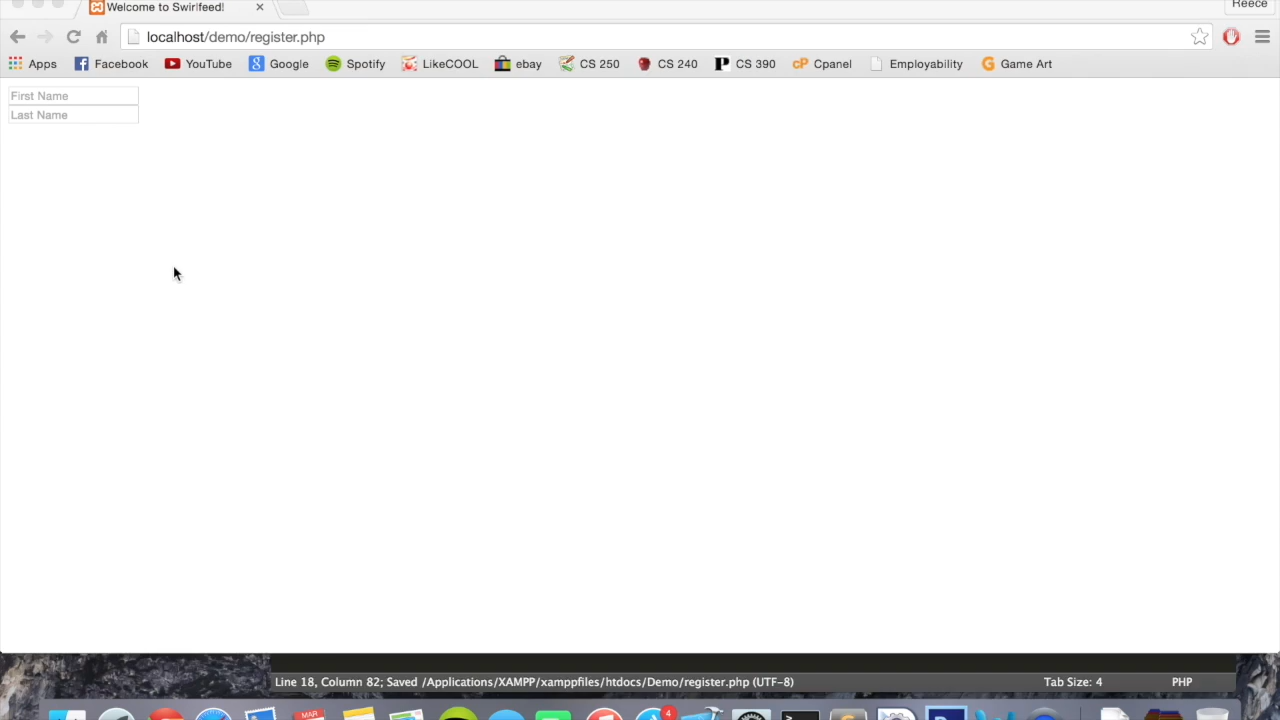 Welcome to Swirlfeed!
Reece
localhost/demo/register.php
Apps Facebook YouTube Google Spotify LikeCOOL ebay CS 250 CS 240 CS 390 Cpanel Employability Game Art
First Name
Last Name
Line 18, Column 82; Saved /Applications/XAMPP/xamppfiles/htdocs/Demo/register.php (UTF-8) Tab Size: 4 PHP
MAR 4